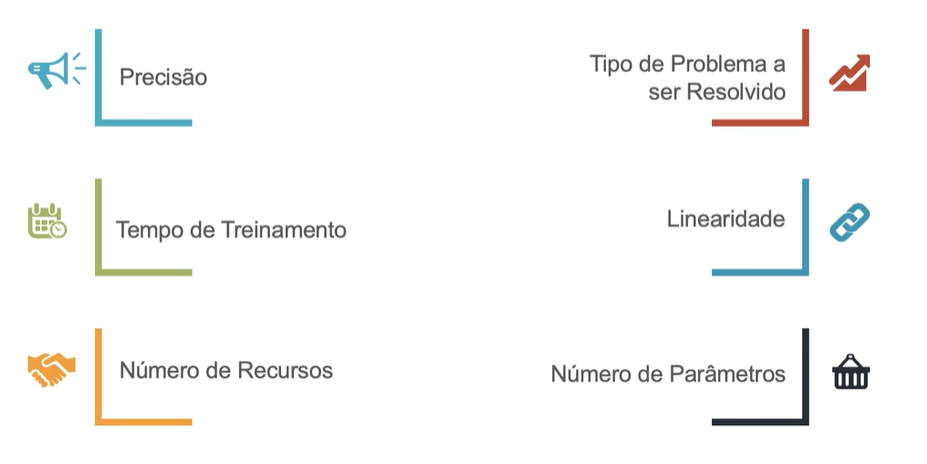 Precisão
Tipo de Problema a
ser Resolvido
Tempo de Treinamento
Linearidade
Número de Recursos
Número de Parâmetros